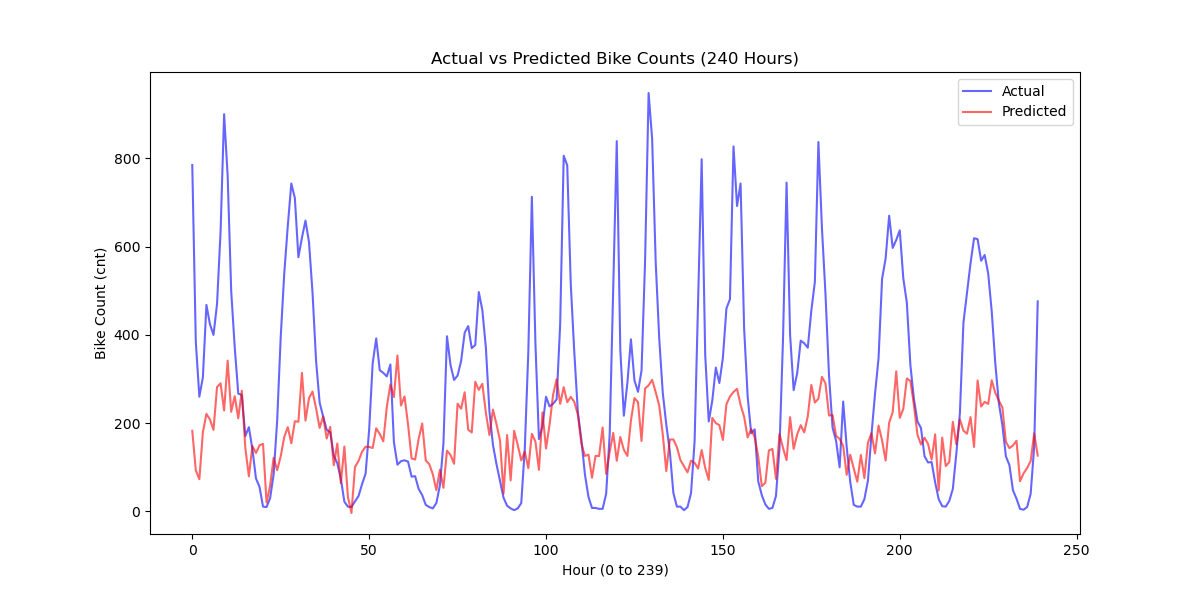 Actual vs Predicted Bike Counts (240 Hours)
Actual
Predicted
800
600
400
200
0
Bike Count (cnt)
0 50 100 150 200 250
Hour (0 to 239)